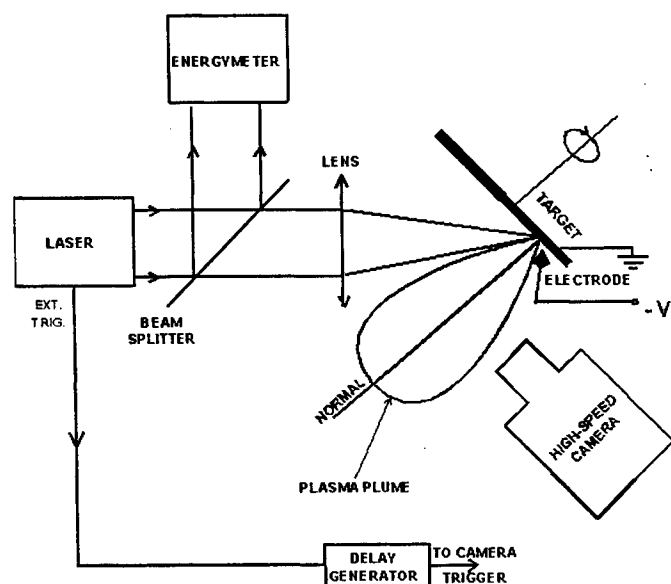 ENERGYMETER
LENS
LASER
TARGET
ELECTRODE
-V
EXT.
TRIG.
BEAM
SPLITTER
NORMAL
HIGH-SPEED
CAMERA
PLASMA PLUME
DELAY
GENERATOR
TO CAMERA
TRIGGER